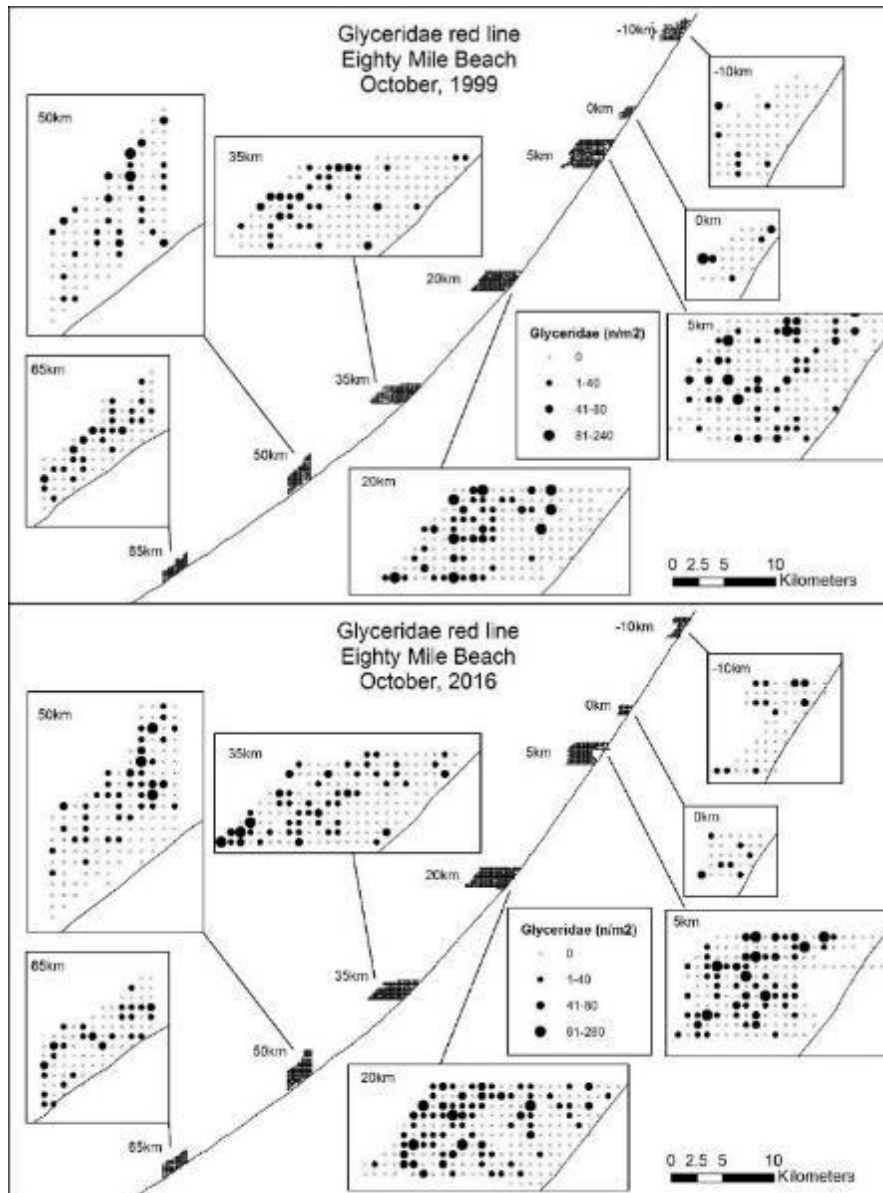 Glyceridae red line
Eighty Mile Beach
October, 1999
-10km
-10km
0km
50km
35km
5km
0km
20km
Glyceridae (n/m2)
0
1-40
41-80
81-240
5km
65km
35km
50km
20km
65km
0 2.5 5 10
Kilometers
Glyceridae red line
Eighty Mile Beach
October, 2016
-10km
-10km
0km
50km
35km
5km
0km
20km
Glyceridae (n/m2)
0
1-40
41-80
81-280
5km
65km
35km
50km
20km
65km
0 2.5 5 10
Kilometers